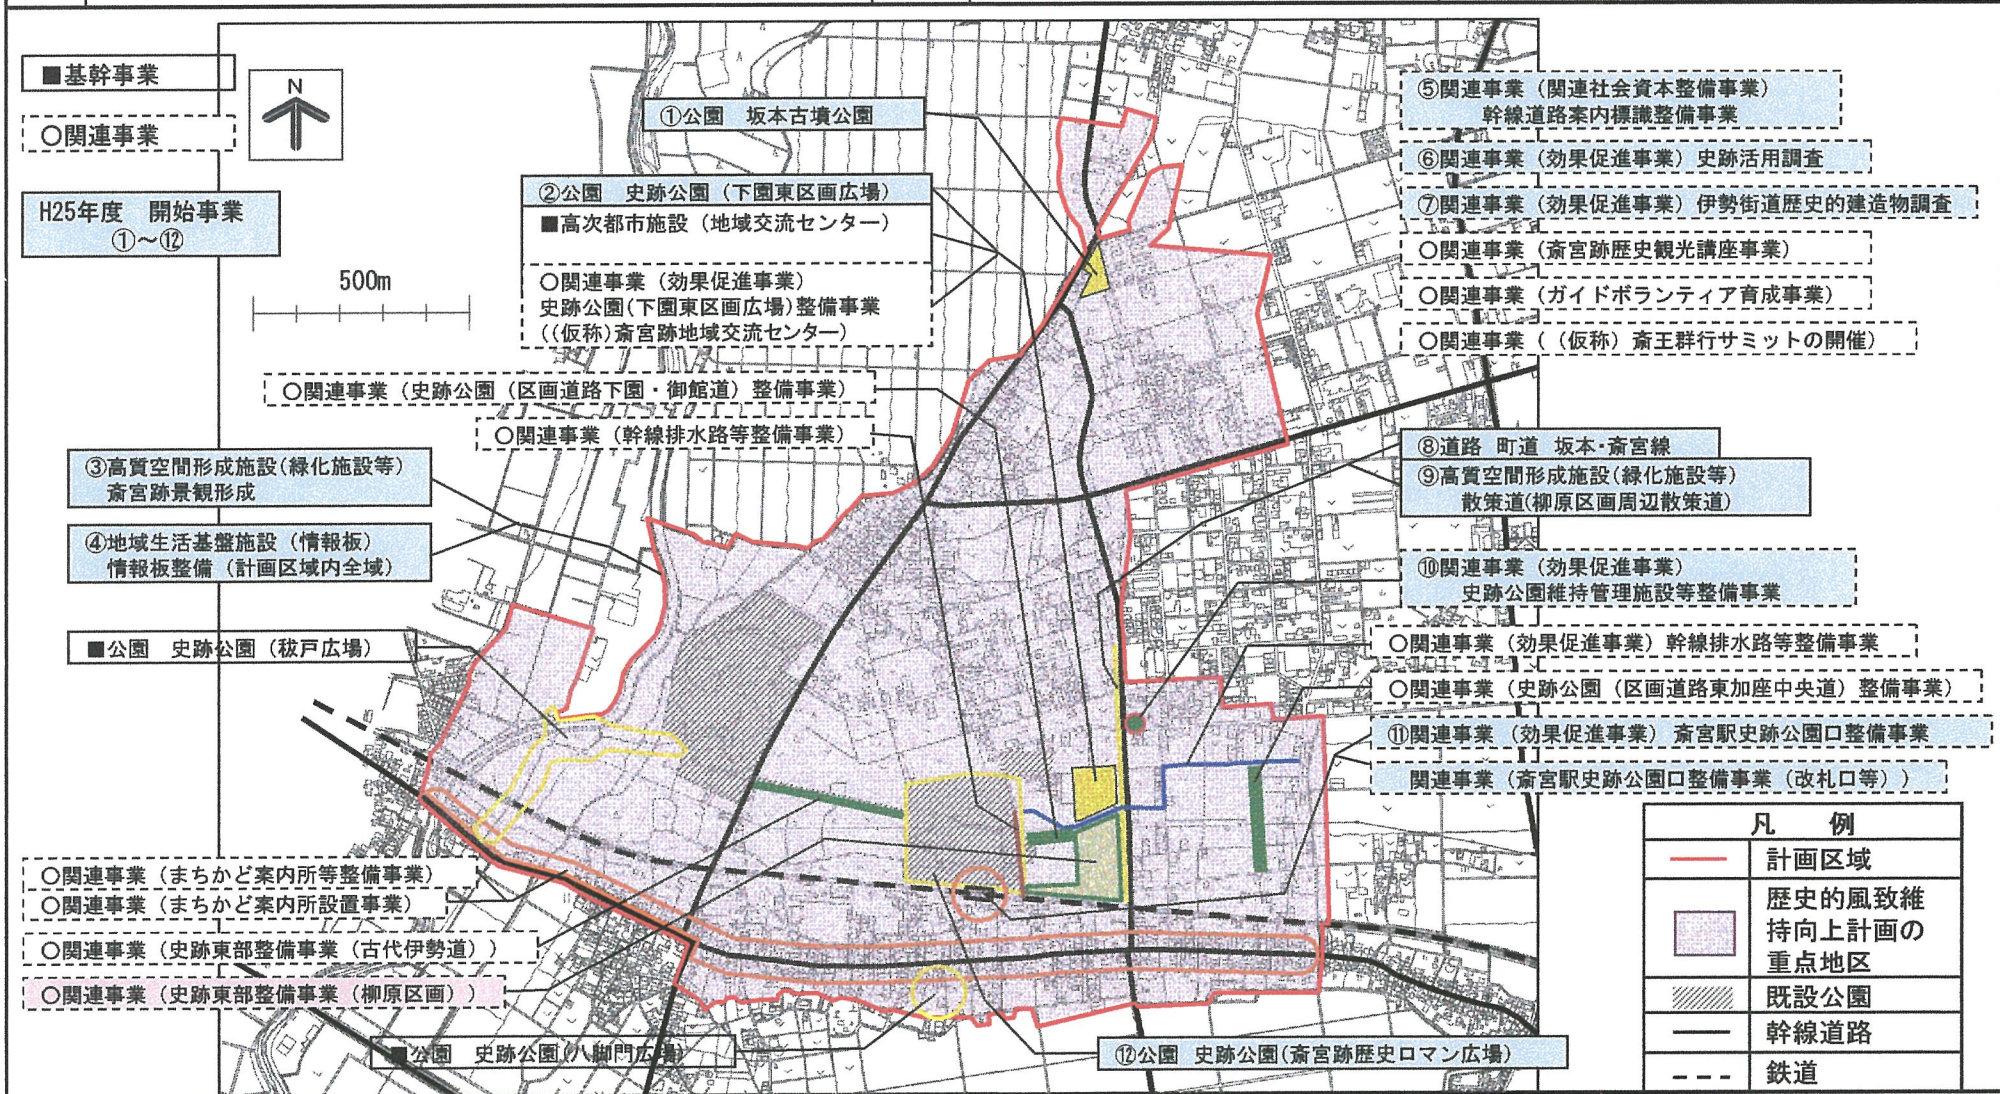 ■基幹事業
○関連事業
N
H25年度　開始事業
①～⑫
500m
①公園　坂本古墳公園
②公園　史跡公園（下園東区画広場）
■高次都市施設（地域交流センター）
○関連事業（効果促進事業）
史跡公園(下園東区画広場)整備事業
((仮称)斎宮跡地域交流センター)
○関連事業（史跡公園（区画道路下園・御館道）整備事業）
○関連事業（幹線排水路等整備事業）
③高質空間形成施設(緑化施設等)
斎宮跡景観形成
④地域生活基盤施設（情報板）
情報板整備（計画区域内全域）
■公園　史跡公園（秡戸広場）
○関連事業（まちかど案内所等整備事業）
○関連事業（まちかど案内所設置事業）
○関連事業（史跡東部整備事業（古代伊勢道））
○関連事業（史跡東部整備事業（柳原区画））
■公園　史跡公園(八脚門広場)
⑤関連事業（関連社会資本整備事業）
幹線道路案内標識整備事業
⑥関連事業（効果促進事業）史跡活用調査
⑦関連事業（効果促進事業）伊勢街道歴史的建造物調査
○関連事業（斎宮跡歴史観光講座事業）
○関連事業（ガイドボランティア育成事業）
○関連事業（（仮称）斎王群行サミットの開催）
⑧道路 町道 坂本・斎宮線
⑨高質空間形成施設(緑化施設等)
散策道(柳原区画周辺散策道)
⑩関連事業（効果促進事業）
史跡公園維持管理施設等整備事業
○関連事業（効果促進事業）幹線排水路等整備事業
○関連事業（史跡公園（区画道路東加座中央道）整備事業）
⑪関連事業（効果促進事業）斎宮駅史跡公園口整備事業
関連事業（斎宮駅史跡公園口整備事業（改札口等））
⑫公園　史跡公園(斎宮跡歴史ロマン広場)
凡　例
計画区域
歴史的風致維
持向上計画の
重点地区
既設公園
幹線道路
鉄道